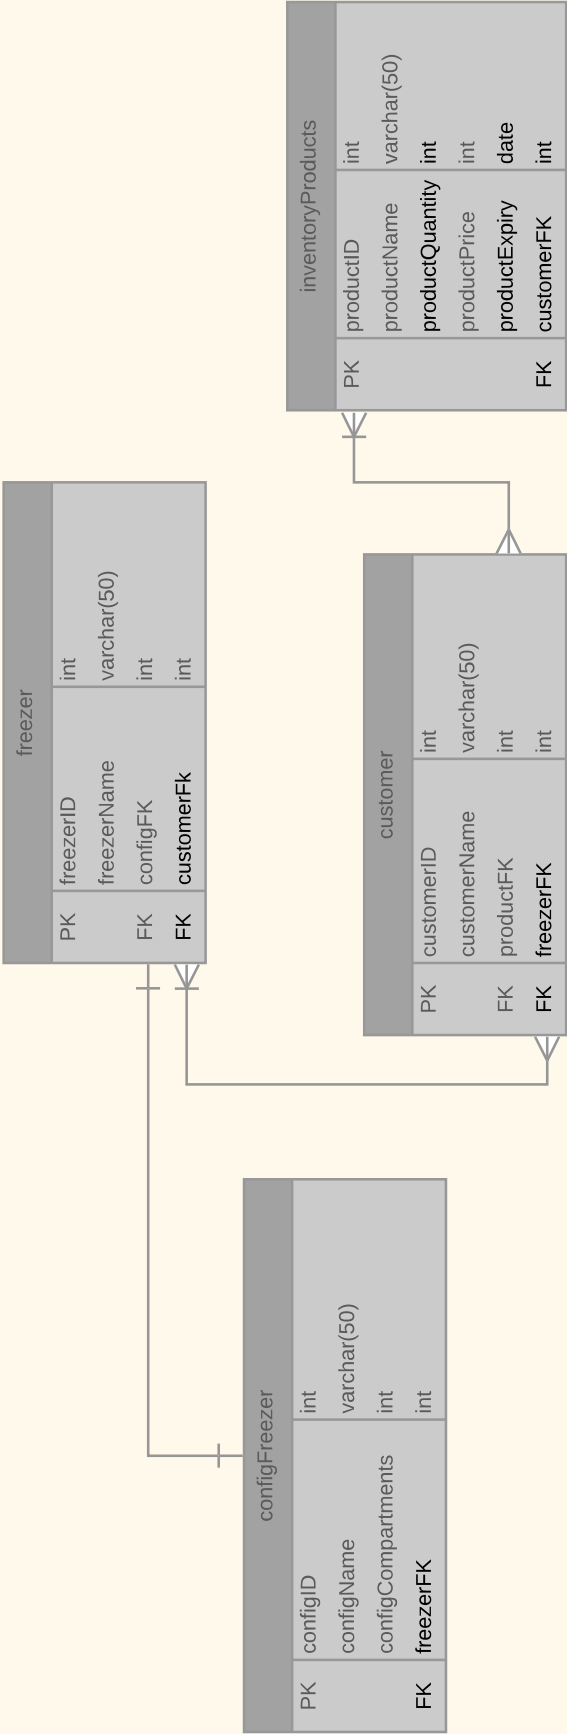 configFreezer
PK configID int
configName varchar(50)
configCompartments int
FK freezerFK int
freezer
PK freezerID int
freezerName varchar(50)
FK configFK int
FK customerFk int
customer
PK customerID int
customerName varchar(50)
FK productFK int
FK freezerFK int
inventoryProducts
PK productID int
productName varchar(50)
productQuantity int
productPrice int
productExpiry date
FK customerFK int